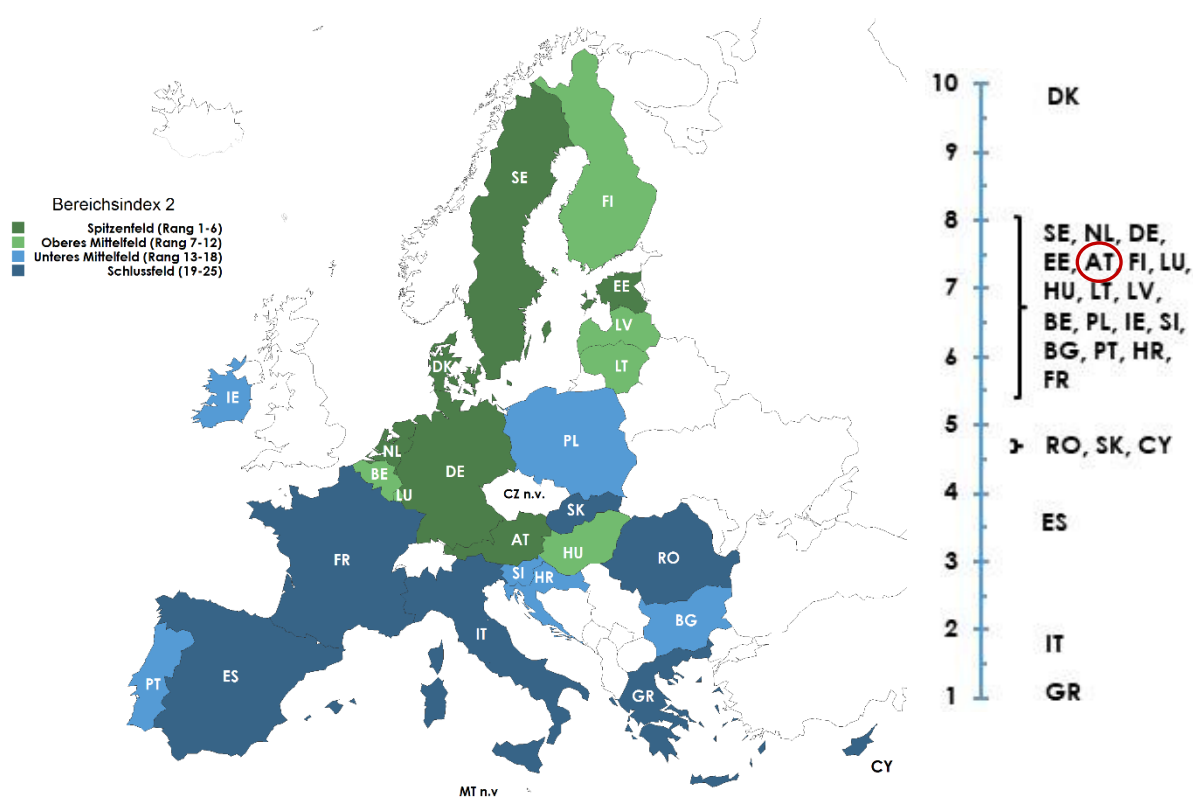 Bereichsindex 2
Spitzenfeld (Rang 1-6)
Oberes Mittelfeld (Rang 7-12)
Unteres Mittelfeld (Rang 13-18)
Schlussfeld (19-25)
SE
FI
EE
LV
LT
DK
IE
NL
PL
BE
DE
LU
CZ n.v.
SK
AT
HU
FR
RO
SI
HR
BG
IT
ES
PT
GR
CY
MT n.v
10
9
8
7
6
5
4
3
2
1
DK
SE, NL, DE,
EE, AT, FI, LU,
HU, LT, LV,
BE, PL, IE, SI,
BG, PT, HR,
FR
RO, SK, CY
ES
IT
GR